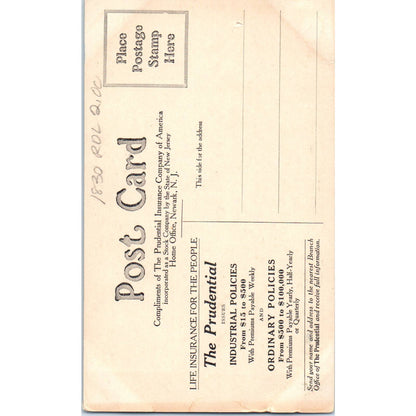 1830 RDL 2.00
Place
Postage
Stamp
Here
Post Card
Compliments of The Prudential Insurance Company of America
Incorporated as a Stock Company by the State of New Jersey
Home Office, Newark, N. J.
This side for the address
LIFE INSURANCE FOR THE PEOPLE
The Prudential
ISSUES
INDUSTRIAL POLICIES
From $15 to $500
With Premiums Payable Weekly
AND
ORDINARY POLICIES
From $500 to $100,000
With Premiums Payable Yearly, Half-Yearly
or Quarterly
Send your name and address to the nearest Branch
Office of The Prudential and receive full information.